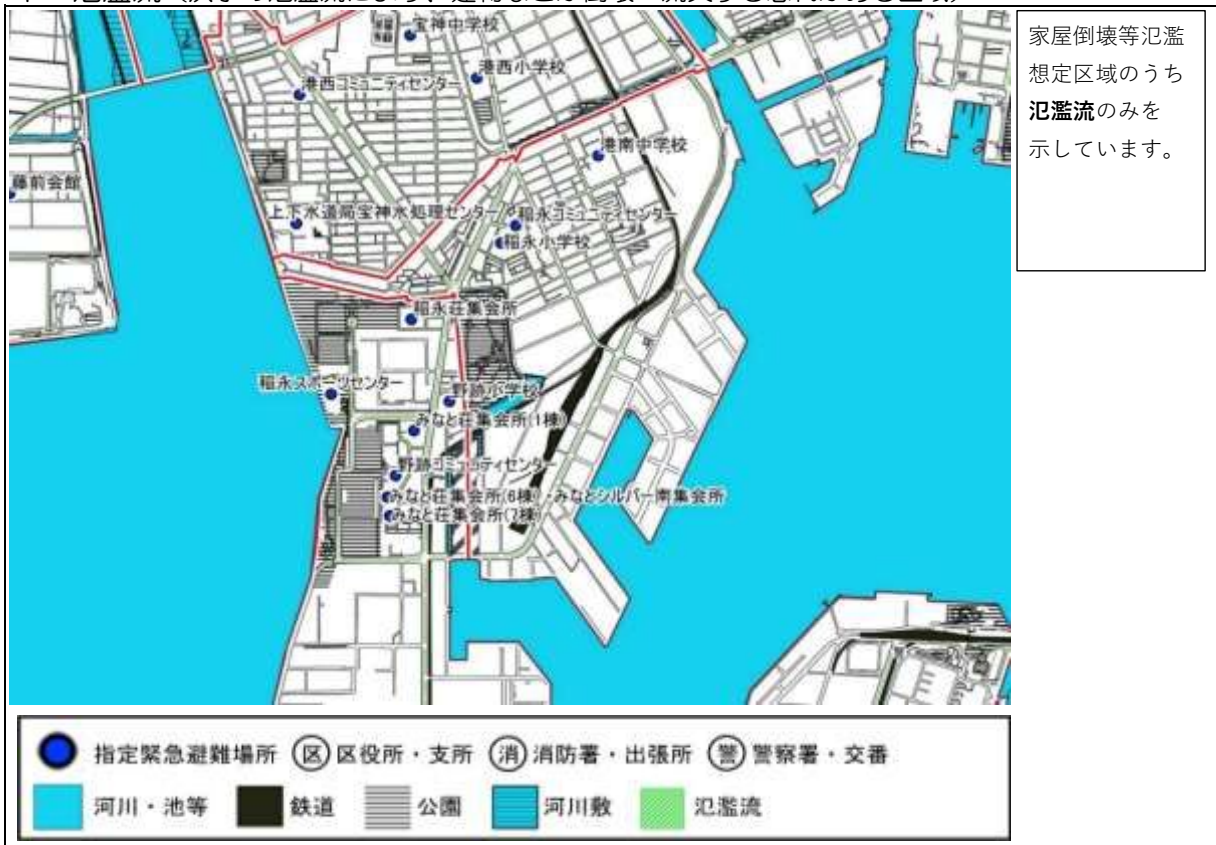 家屋倒壊等氾濫
想定区域のうち
氾濫流のみを
示しています。
宝神中学校
港西小学校
港西コミュニティセンター
港南中学校
藤前会館
上下水道局宝神水処理センター
稲永コミュニティセンター
稲永小学校
稲永荘集会所
稲永スポーツセンター
野跡小学校
みなと荘集会所(1棟)
野跡コミュニティセンター
みなと荘集会所(6棟)・みなとシルバー南集会所
みなと荘集会所(7棟)
指定緊急避難場所 区 区役所・支所 消 消防署・出張所 警 警察署・交番
河川・池等 鉄道 公園 河川敷 氾濫流